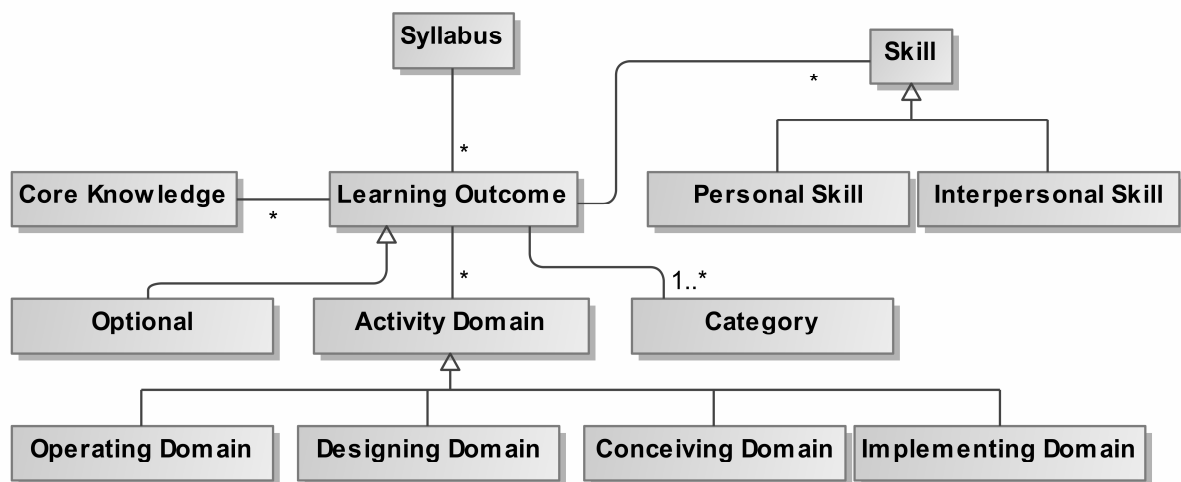 Syllabus
Skill
*
*
Core Knowledge
Learning Outcome
Personal Skill
Interpersonal Skill
*
*
1..*
Optional
Activity Domain
Category
Operating Domain
Designing Domain
Conceiving Domain
Implementing Domain